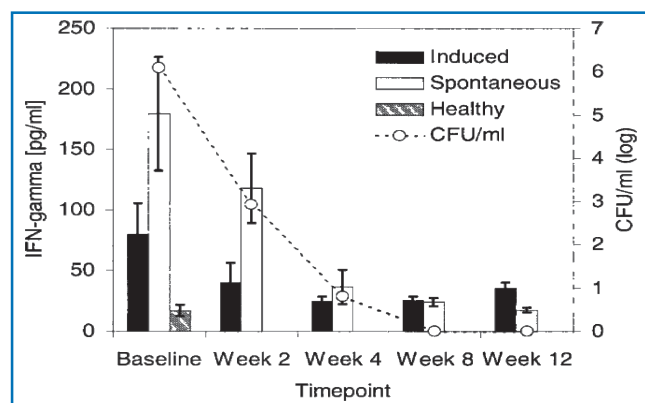 250
200
150
100
50
0
IFN-gamma [pg/ml]
Induced
Spontaneous
Healthy
CFU/ml
7
6
5
4
3
2
1
0
CFU/ml (log)
Baseline Week 2 Week 4 Week 8 Week 12
Timepoint